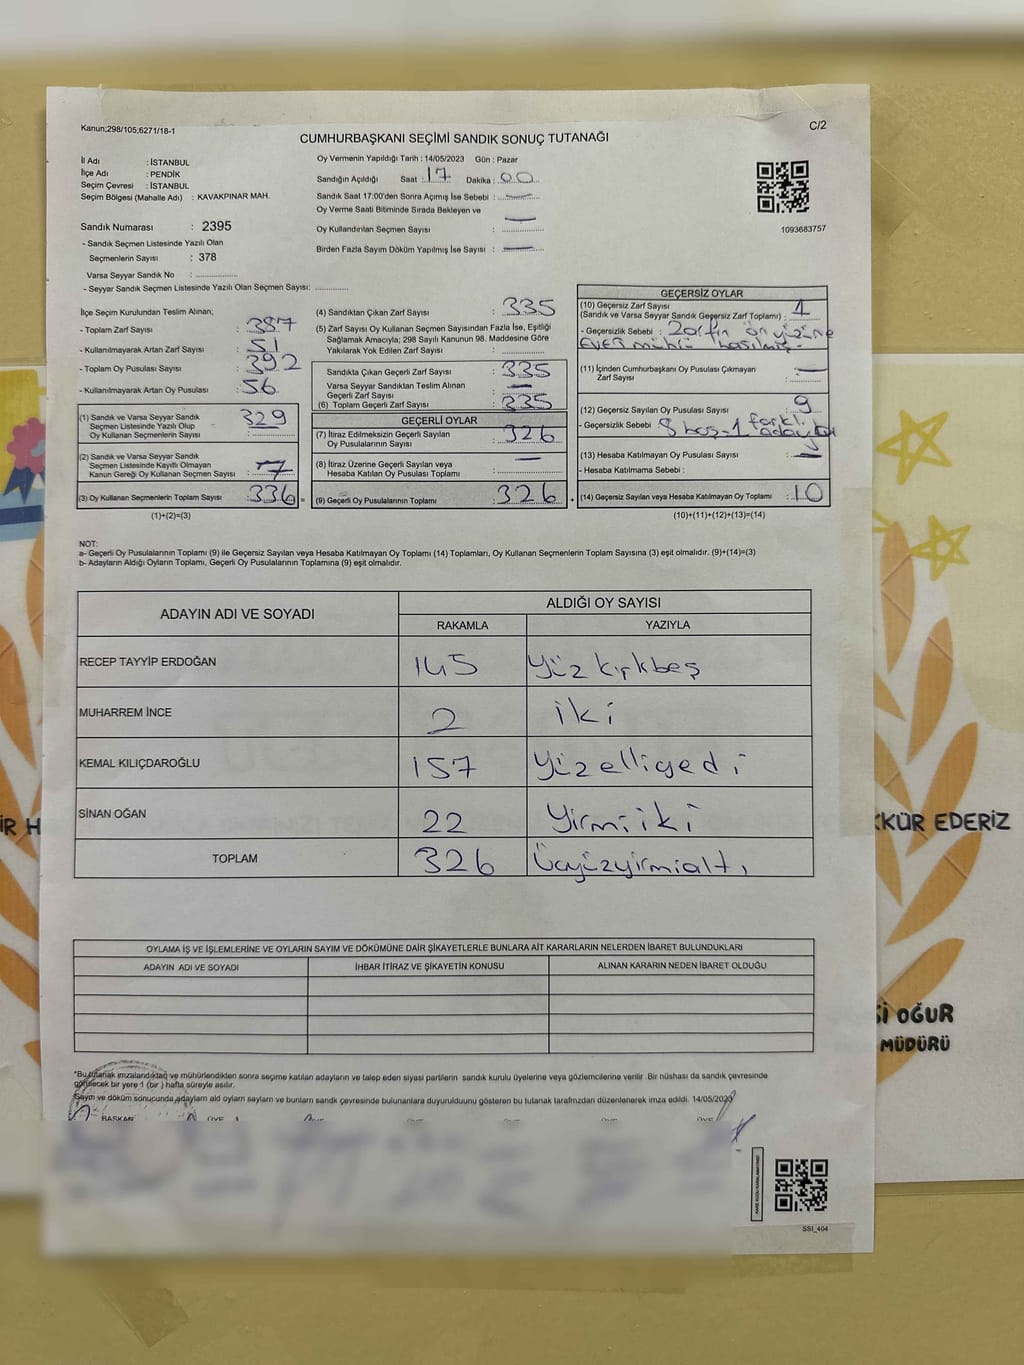 Kanun;298/105;6271/18-1
C/2
CUMHURBAŞKANI SEÇİMİ SANDIK SONUÇ TUTANAĞI
İl Adı : İSTANBUL
İlçe Adı : PENDİK
Seçim Çevresi : İSTANBUL
Seçim Bölgesi (Mahalle Adı) : KAVAKPINAR MAH.
Sandık Numarası : 2395
- Sandık Seçmen Listesinde Yazılı Olan
Seçmenlerin Sayısı : 378
Varsa Seyyar Sandık No :
- Seyyar Sandık Seçmen Listesinde Yazılı Olan Seçmen Sayısı:
Oy Vermenin Yapıldığı Tarih : 14/05/2023 Gün : Pazar
Sandığın Açıldığı Saat : 17 Dakika : 00
Sandık Saat 17:00'den Sonra Açımış İse Sebebi : —
Oy Verme Saati Bitiminde Sırada Bekleyen ve
Oy Kullandırılan Seçmen Sayısı : —
Birden Fazla Sayım Döküm Yapılmış İse Sayısı : —
1093683757
İlçe Seçim Kurulundan Teslim Alınan;
- Toplam Zarf Sayısı : 387
- Kullanılmayarak Artan Zarf Sayısı : 51
- Toplam Oy Pusulası Sayısı : 392
- Kullanılmayarak Artan Oy Pusulası : 56
(1) Sandık ve Varsa Seyyar Sandık
Seçmen Listesinde Yazılı Olup
Oy Kullanan Seçmenlerin Sayısı : 329
(2) Sandık ve Varsa Seyyar Sandık
Seçmen Listesinde Kayıtlı Olmayan
Kanun Gereği Oy Kullanan Seçmen Sayısı : 7
(3) Oy Kullanan Seçmenlerin Toplam Sayısı : 336
(1)+(2)=(3)
(4) Sandıktan Çıkan Zarf Sayısı : 335
(5) Zarf Sayısı Oy Kullanan Seçmen Sayısından Fazla İse, Eşitliği
Sağlamak Amacıyla; 298 Sayılı Kanunun 98. Maddesine Göre
Yakılarak Yok Edilen Zarf Sayısı :
Sandıkta Çıkan Geçerli Zarf Sayısı : 335
Varsa Seyyar Sandıktan Teslim Alınan
Geçerli Zarf Sayısı : —
(6) Toplam Geçerli Zarf Sayısı : 335
GEÇERLİ OYLAR
(7) İtiraz Edilmeksizin Geçerli Sayılan
Oy Pusulalarının Sayısı : 326
(8) İtiraz Üzerine Geçerli Sayılan veya
Hesaba Katılan Oy Pusulası Toplamı : —
(9) Geçerli Oy Pusulalarının Toplamı : 326
GEÇERSİZ OYLAR
(10) Geçersiz Zarf Sayısı
(Sandık ve Varsa Seyyar Sandık Geçersiz Zarf Toplamı) : 1
- Geçersizlik Sebebi : Zarfın ön yüzüne
EVET mührü basılmış -
(11) İçinden Cumhurbaşkanı Oy Pusulası Çıkmayan
Zarf Sayısı : —
(12) Geçersiz Sayılan Oy Pusulası Sayısı : 9
- Geçersizlik Sebebi : 8 boş - 1 farklı
(13) Hesaba Katılmayan Oy Pusulası Sayısı : —
- Hesaba Katılmama Sebebi :
(14) Geçersiz Sayılan veya Hesaba Katılmayan Oy Toplamı : 10
(10)+(11)+(12)+(13)=(14)
NOT:
a- Geçerli Oy Pusulalarının Toplamı (9) ile Geçersiz Sayılan veya Hesaba Katılmayan Oy Toplamı (14) Toplamları, Oy Kullanan Seçmenlerin Toplam Sayısına (3) eşit olmalıdır. (9)+(14)=(3)
b- Adayların Aldığı Oyların Toplamı, Geçerli Oy Pusulalarının Toplamına (9) eşit olmalıdır.
ADAYIN ADI VE SOYADI
ALDIĞI OY SAYISI
RAKAMLA YAZIYLA
RECEP TAYYİP ERDOĞAN 145 Yüz kırkbeş
MUHARREM İNCE 2 iki
KEMAL KILIÇDAROĞLU 157 Yüzelliyedi
SİNAN OĞAN 22 Yirmiiki
TOPLAM 326 Üçyüzyirmialtı
OYLAMA İŞ VE İŞLEMLERİNE VE OYLARIN SAYIM VE DÖKÜMÜNE DAİR ŞİKAYETLERLE BUNLARA AİT KARARLARIN NELERDEN İBARET BULUNDUKLARI
ADAYIN ADI VE SOYADI İHBAR İTİRAZ VE ŞİKAYETİN KONUSU ALINAN KARARIN NEDEN İBARET OLDUĞU
*Bu tutanak imzalandıktan ve mühürlendikten sonra seçime katılan adayların ve talep eden siyasi partilerin sandık kurulu üyelerine veya gözlemcilerine verilir .Bir nüshası da sandık çevresinde
görülecek bir yere 1 (bir ) hafta süreyle asılır.
Sayım ve döküm sonucunda,adayların ald oyların sayları ve bunların sandk çevresinde bulunanlara duyurulduunu gösteren bu tutanak tarafmzdan düzenlenerek imza edildi. 14/05/2023
BAŞKAN ÜYE ÜYE ÜYE ÜYE ÜYE ÜYE
SSI_404
İR H
KKÜR EDERİZ
Sİ OĞUR
MÜDÜRÜ